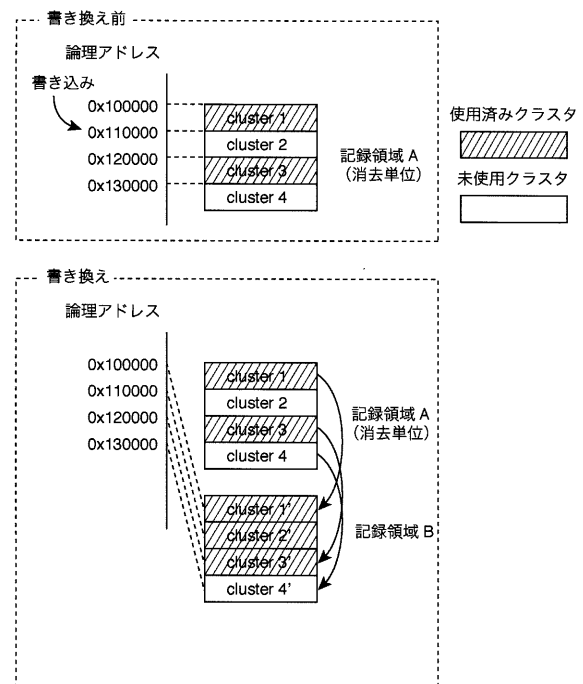 書き換え前
論理アドレス
書き込み
0x100000
0x110000
0x120000
0x130000
cluster 1
cluster 2
cluster 3
cluster 4
記録領域 A
(消去単位)
使用済みクラスタ
未使用クラスタ
書き換え
論理アドレス
0x100000
0x110000
0x120000
0x130000
cluster 1
cluster 2
cluster 3
cluster 4
記録領域 A
(消去単位)
cluster 1'
cluster 2'
cluster 3'
cluster 4'
記録領域 B